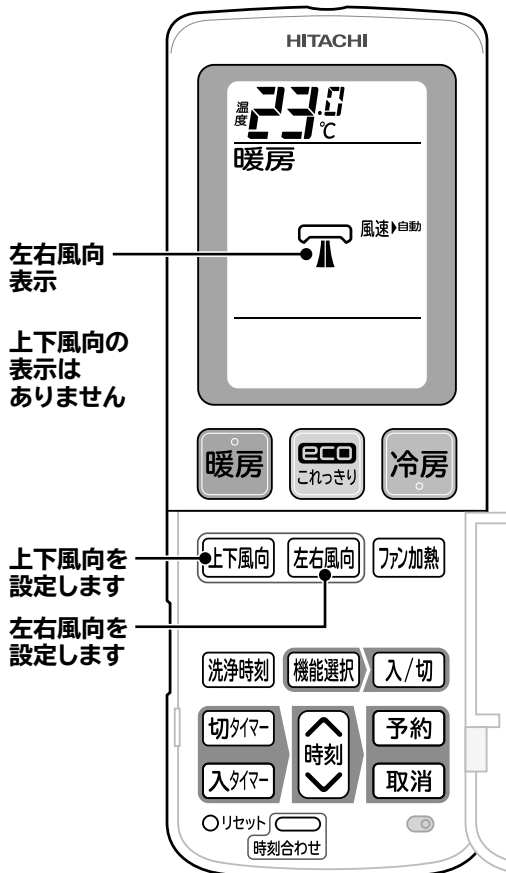 HITACHI
温度 23.0 ℃
暖房
風速 自動
左右風向
表示
上下風向の
表示は
ありません
暖房
eco
これっきり
冷房
上下風向を
設定します
上下風向
左右風向
ファン加熱
左右風向を
設定します
洗浄時刻
機能選択
入/切
切タイマー
時刻
予約
入タイマー
取消
リセット
時刻合わせ